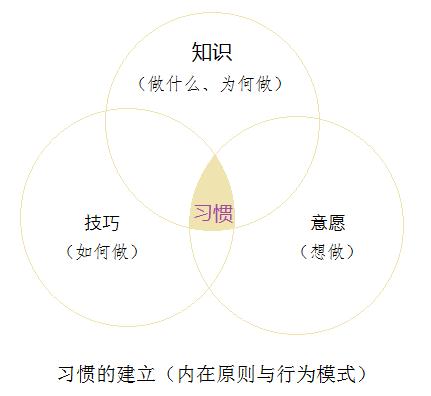 知识
（做什么、为何做）
习惯
技巧
（如何做）
意愿
（想做）
习惯的建立（内在原则与行为模式）